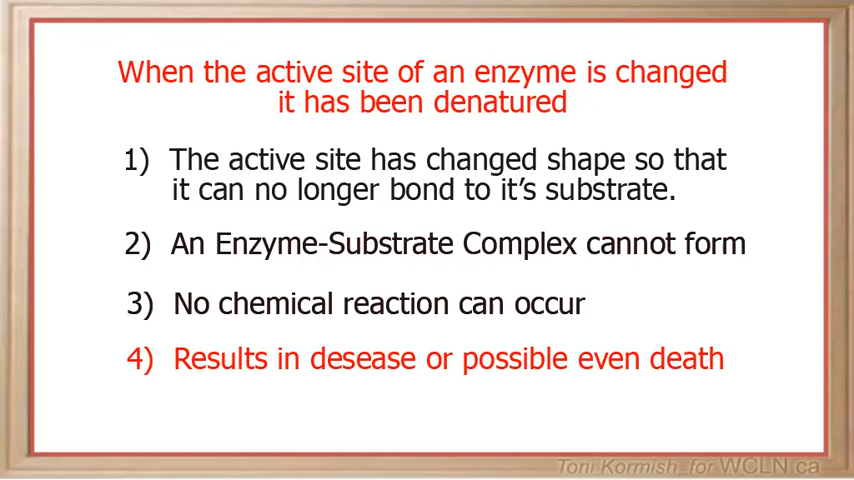 When the active site of an enzyme is changed
it has been denatured
1) The active site has changed shape so that
it can no longer bond to it's substrate.
2) An Enzyme-Substrate Complex cannot form
3) No chemical reaction can occur
4) Results in desease or possible even death
Toni Kormish for WCLN.ca